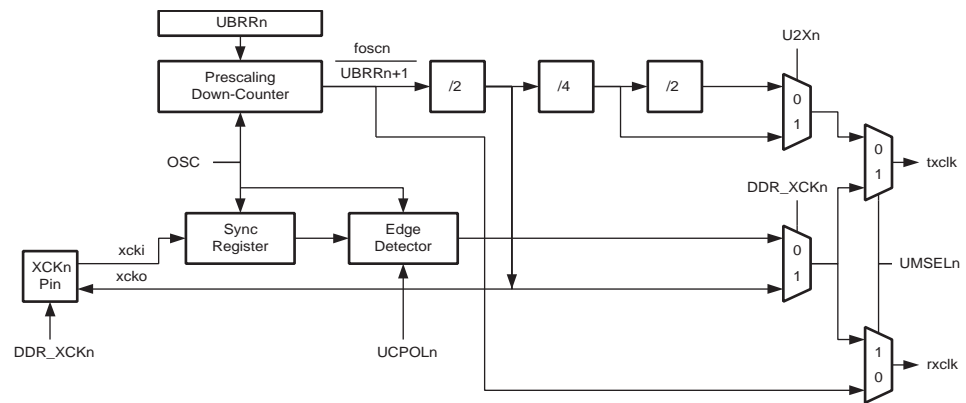 UBRRn
foscn
U2Xn
Prescaling
Down-Counter
UBRRn+1
/2
/4
/2
0
1
OSC
0
1
txclk
DDR_XCKn
Sync
Register
Edge
Detector
xcki
0
1
XCKn
Pin
xcko
UMSELn
DDR_XCKn
UCPOLn
1
0
rxclk